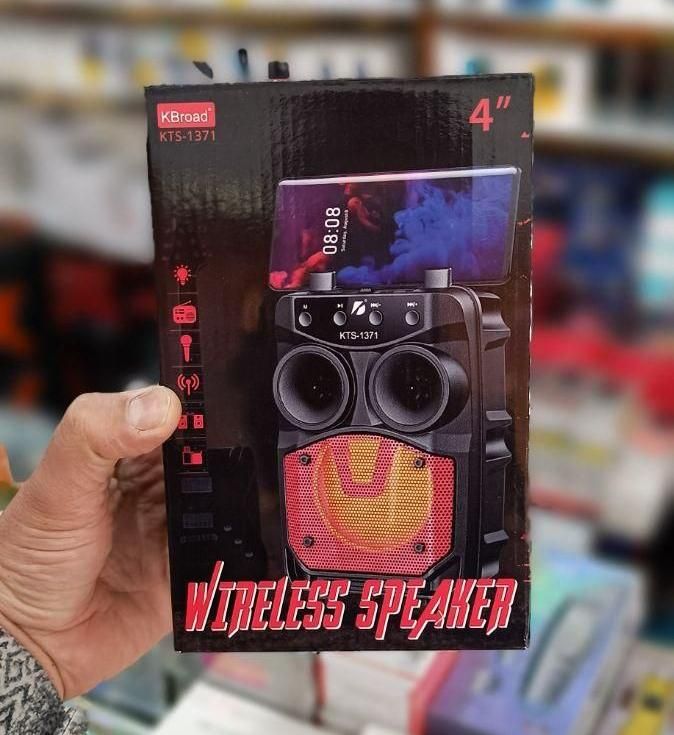 KBroad®
KTS-1371
4"
08:08
KTS-1371
WIRELESS SPEAKER